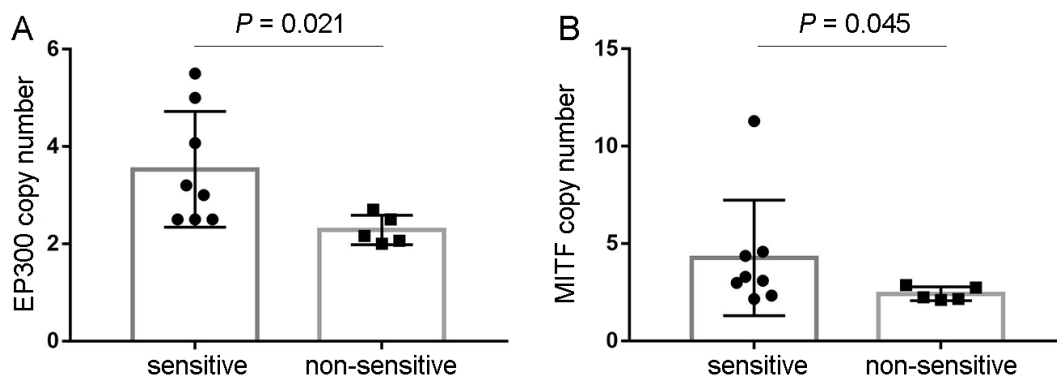 A
P = 0.021
EP300 copy number
6
4
2
0
sensitive
non-sensitive
B
P = 0.045
MITF copy number
15
10
5
0
sensitive
non-sensitive